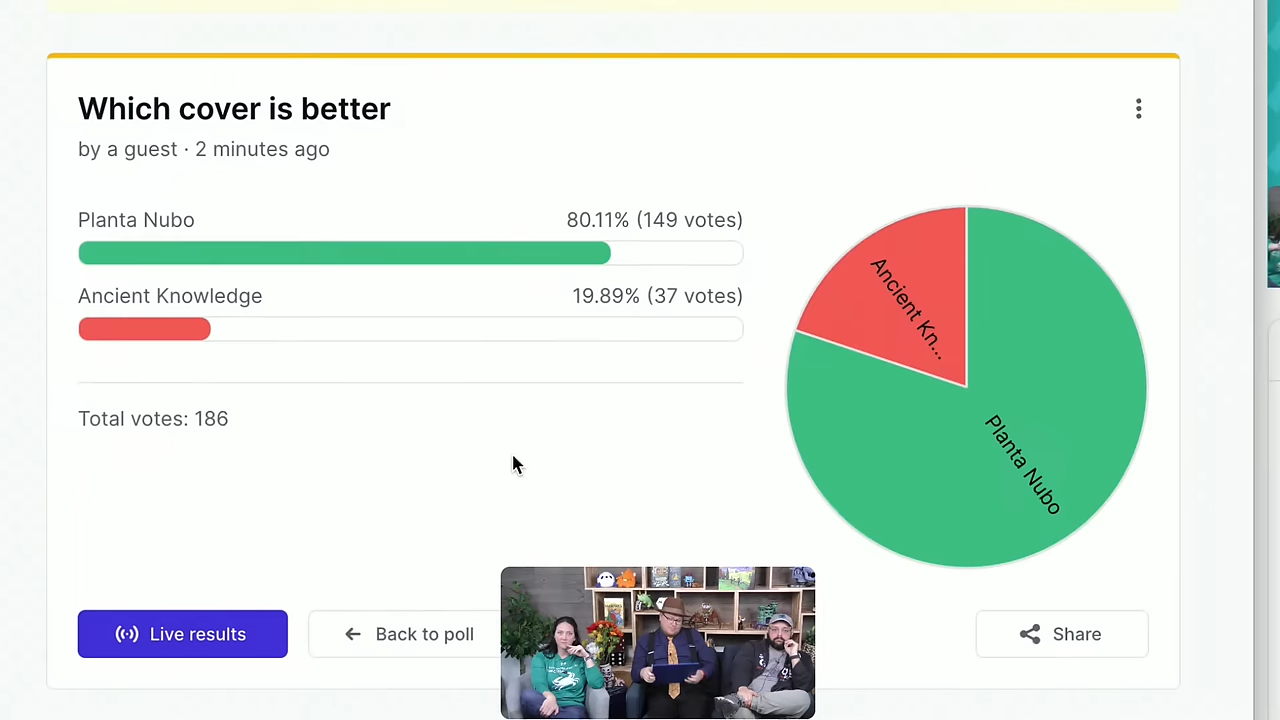 Which cover is better
by a guest · 2 minutes ago
Planta Nubo 80.11% (149 votes)
Ancient Knowledge 19.89% (37 votes)
Total votes: 186
Ancient Kn...
Planta Nubo
Live results
Back to poll
Share